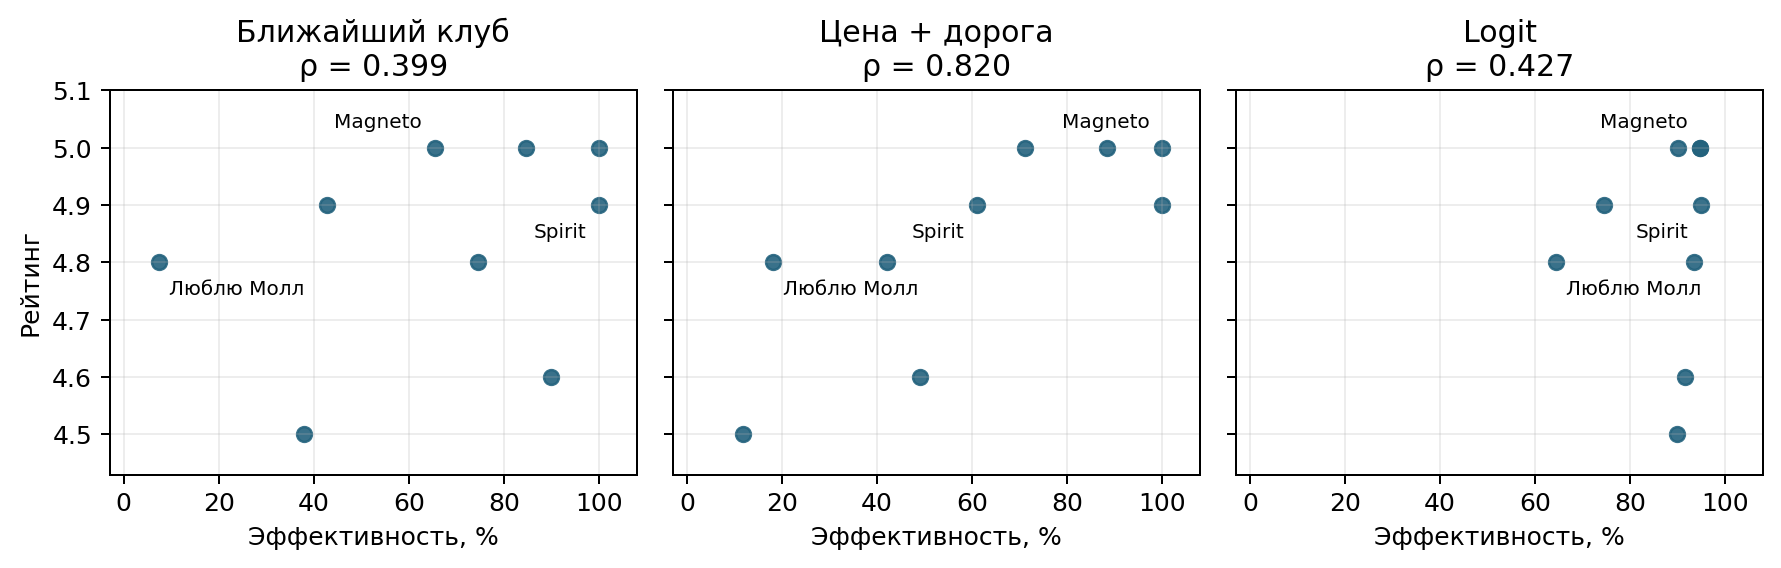 Ближайший клуб
ρ = 0.399
Цена + дорога
ρ = 0.820
Logit
ρ = 0.427
Рейтинг
5.1
5.0
4.9
4.8
4.7
4.6
4.5
Magneto
Spirit
Люблю Молл
0 20 40 60 80 100
Эффективность, %
Magneto
Spirit
Люблю Молл
0 20 40 60 80 100
Эффективность, %
Magneto
Spirit
Люблю Молл
0 20 40 60 80 100
Эффективность, %